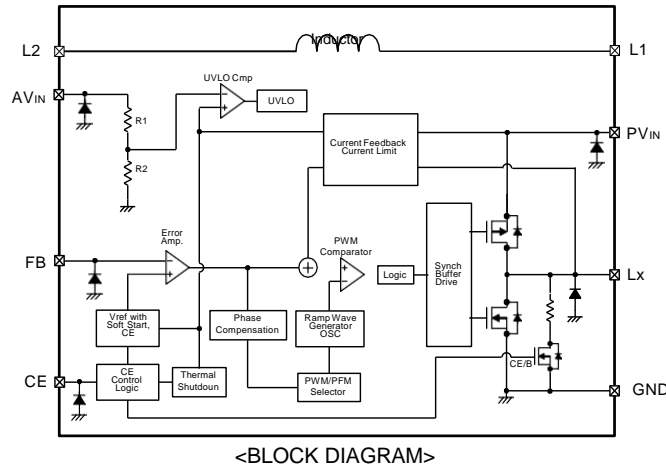 Inductor
L2
L1
UVLO Cmp
AVIN
UVLO
R1
R2
Current Feedback
Current Limit
PVIN
Error
Amp.
PWM
Comparator
FB
Logic
Synch
Buffer
Drive
Lx
Vref with
Soft Start,
CE
Phase
Compensation
Ramp Wave
Generator
OSC
CE
CE
Control
Logic
Thermal
Shutdoun
PWM/PFM
Selector
CE/B
GND
<BLOCK DIAGRAM>